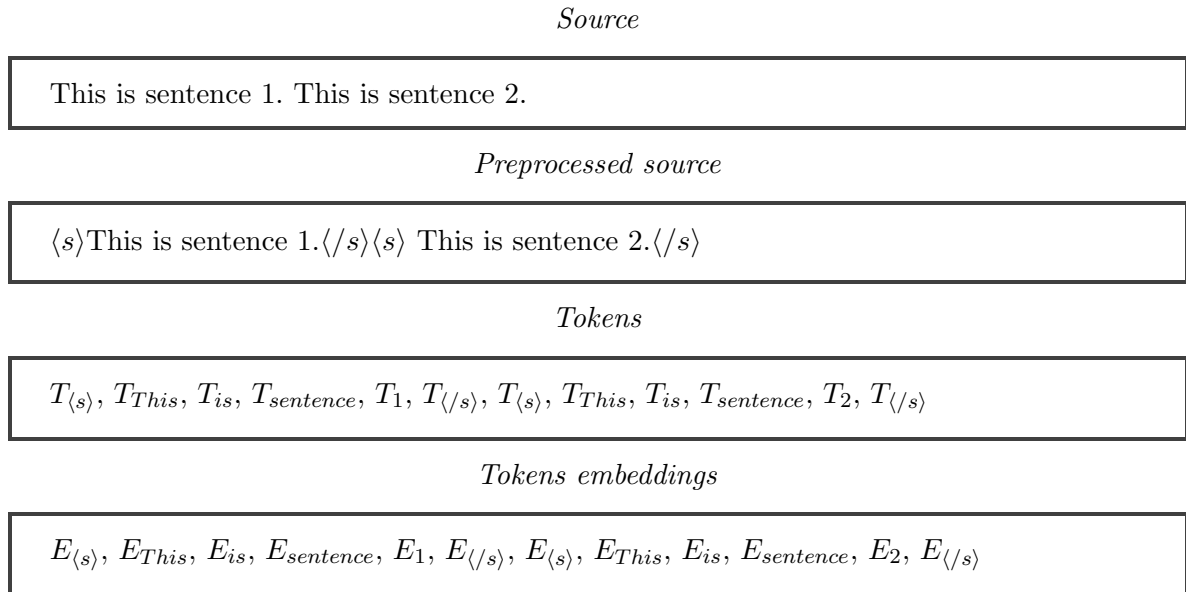 Source
This is sentence 1. This is sentence 2.
Preprocessed source
⟨s⟩This is sentence 1.⟨/s⟩⟨s⟩ This is sentence 2.⟨/s⟩
Tokens
T⟨s⟩, TThis, Tis, Tsentence, T1, T⟨/s⟩, T⟨s⟩, TThis, Tis, Tsentence, T2, T⟨/s⟩
Tokens embeddings
E⟨s⟩, EThis, Eis, Esentence, E1, E⟨/s⟩, E⟨s⟩, EThis, Eis, Esentence, E2, E⟨/s⟩